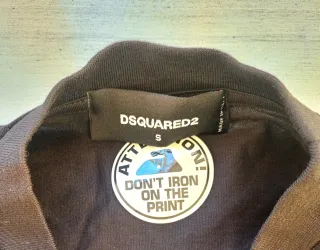 DSQUARED2
S
ATTENTION!
DON'T IRON
ON THE
PRINT